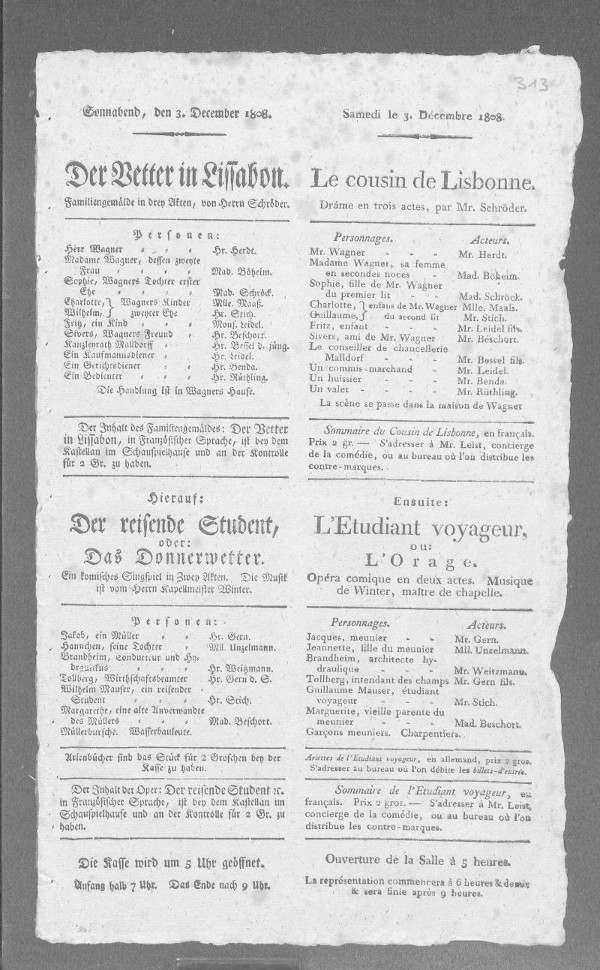 313
Sonnabend, den 3. December 1808.
Der Vetter in Lissabon.
Familiengemälde in drey Akten, von Herrn Schröder.
Personen:
Herr Wagner - - - Hr. Herdt.
Madame Wagner, dessen zweyte
Frau - - - Mad. Böheim.
Sophie, Wagners Tochter erster
Ehe - - - Mad. Schröck.
Charlotte, } Wagners Kinder Mlle. Maaß.
Wilhelm, } zweyter Ehe Hr. Stich.
Fritz, ein Kind - - Mons. Leidel.
Sivers, Wagners Freund - Hr. Beschort.
Kanzleyrath Malldorff - Hr. Bessel d. jüng.
Ein Kaufmannsdiener - Hr. Leidel.
Ein Gerichtsdiener - - Hr. Benda.
Ein Bedienter - - Hr. Rüthling.
Die Handlung ist in Wagners Hause.
Der Inhalt des Familiengemäldes: Der Vetter
in Lissabon, in Französischer Sprache, ist bey dem
Kastellan im Schauspielhause und an der Kontrolle
für 2 Gr. zu haben.
Hierauf:
Der reisende Student,
oder:
Das Donnerwetter.
Ein komisches Singspiel in Zwey Akten. Die Musik
ist vom Herrn Kapellmeister Winter.
Personen:
Jakob, ein Müller - - Hr. Gern.
Hannchen, seine Tochter - Mll. Unzelmann.
Brandheim, Conducteur und Hy-
draulikus - - Hr. Weitzmann.
Tollberg, Wirthschaftsbeamter Hr. Gern d. S.
Wilhelm Mauser, ein reisender
Student - - - Hr. Stich.
Margarethe, eine alte Anverwandte
des Müllers - - Mad. Beschort.
Müllerbursche. Wasserbauleute.
Arienbücher sind das Stück für 2 Groschen bey der
Kasse zu haben.
Der Inhalt der Oper: Der reisende Student ꝛc.
in Französischer Sprache, ist bey dem Kastellan im
Schauspielhause und an der Kontrolle für 2 Gr. zu
haben.
Die Kasse wird um 5 Uhr geöffnet.
Anfang halb 7 Uhr. Das Ende nach 9 Uhr.
Samedi le 3. Décembre 1808.
Le cousin de Lisbonne.
Dráme en trois actes, par Mr. Schröder.
Personnages. Acteurs.
Mr. Wagner - - - Mr. Herdt.
Madame Wagner, sa femme
en secondes noces - Mad. Böheim.
Sophie, fille de Mr. Wagner
du premier lit - - Mad. Schröck.
Charlotte, } enfans de Mr. Wagner Mlle. Maass.
Guillaume, } du second lit Mr. Stich.
Fritz, enfant - - - Mr. Leidel fils.
Sivers, ami de Mr. Wagner Mr. Béschort.
Le conseiller de chancellerie
Malldorf - - - Mr. Bessel fils.
Un commis-marchand - Mr. Leidel.
Un huissier - - - Mr. Benda.
Un valet - - - Mr. Rüthling.
La scène se passe dans la maison de Wagner
Sommaire du Cousin de Lisbonne, en français.
Prix 2 gr. — S'adresser à Mr. Leist, concierge
de la comédie, ou au bureau où l'on distribue les
contre-marques.
Ensuite:
L'Etudiant voyageur,
ou:
L'Orage.
Opéra comique en deux actes. Musique
de Winter, maître de chapelle.
Personnages. Acteurs.
Jacques, meunier - - Mr. Gern.
Jeannette, fille du meunier Mll. Unzelmann.
Brandheim, architecte hy-
draulique - - - Mr. Weitzmann.
Tollberg, intendant des champs Mr. Gern fils.
Guillaume Mauser, étudiant
voyageur - - - Mr. Stich.
Marguerite, vieille parente du
meunier - - - Mad. Beschort.
Garçons meuniers. Charpentiers.
Ariettes de l'Etudiant voyageur, en allemand, prix 2 gros.
S'adresser au bureau où l'on débite les billets-d'entrée.
Sommaire de l'Etudiant voyageur, en
français. Prix 2 gros. — S'adresser à Mr. Leist,
concierge de la comédie, ou au bureau où l'on
distribue les contre-marques.
Ouverture de la Salle à 5 heures.
La représentation commencera à 6 heures & demie
& sera finie après 9 heures.